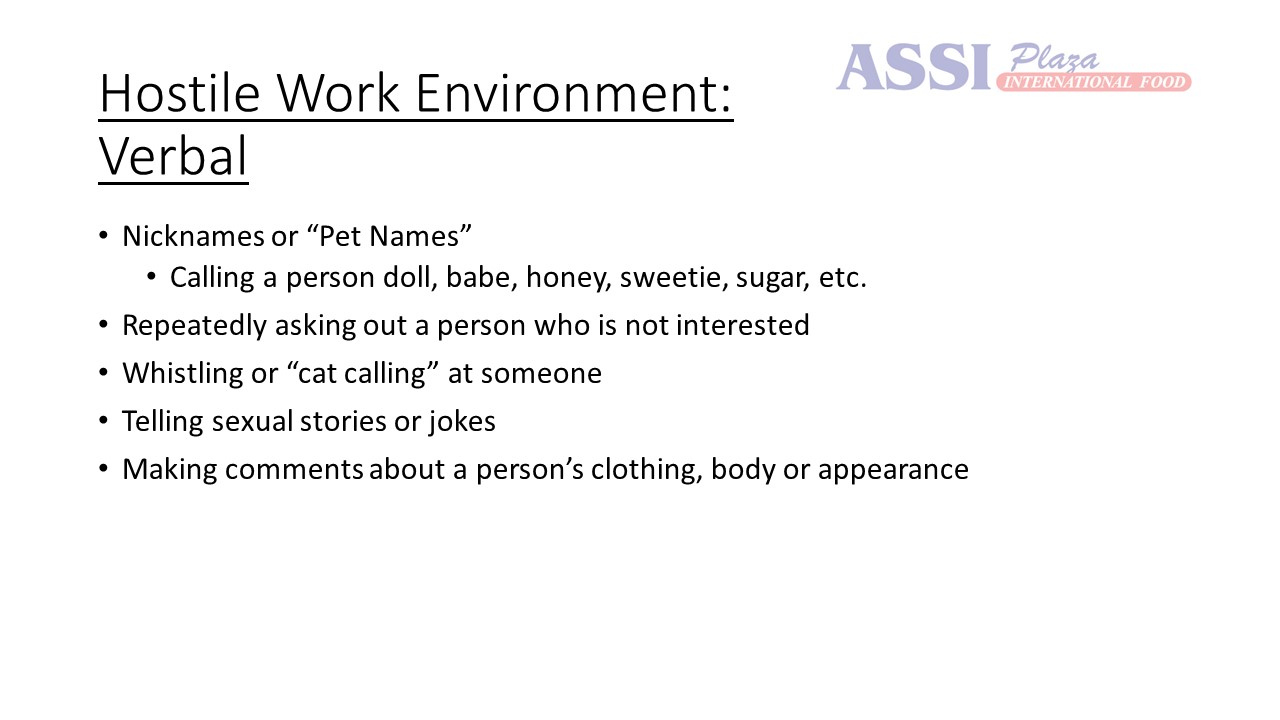 ASSI Plaza
INTERNATIONAL FOOD
Hostile Work Environment:
Verbal
• Nicknames or “Pet Names”
• Calling a person doll, babe, honey, sweetie, sugar, etc.
• Repeatedly asking out a person who is not interested
• Whistling or “cat calling” at someone
• Telling sexual stories or jokes
• Making comments about a person’s clothing, body or appearance